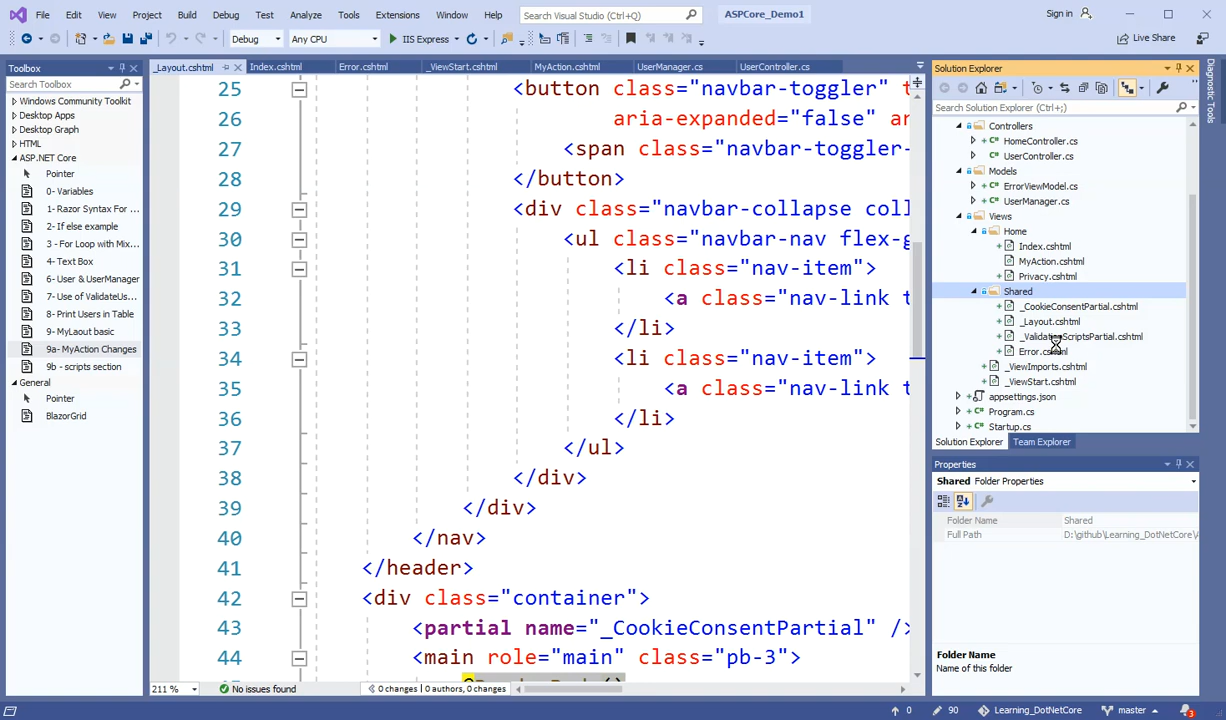 File Edit View Project Build Debug Test Analyze Tools Extensions Window Help Search Visual Studio (Ctrl+Q) ASPCore_Demo1 Sign in
Debug Any CPU IIS Express Live Share
Toolbox
Search Toolbox
Windows Community Toolkit
Desktop Apps
Desktop Graph
HTML
ASP.NET Core
Pointer
0- Variables
1- Razor Syntax For ...
2- If else example
3 - For Loop with Mix...
4- Text Box
6- User & UserManager
7- Use of ValidateUs...
8- Print Users in Table
9- MyLaout basic
9a- MyAction Changes
9b - scripts section
General
Pointer
BlazorGrid
_Layout.cshtml Index.cshtml Error.cshtml _ViewStart.cshtml MyAction.cshtml UserManager.cs UserController.cs
25 <button class="navbar-toggler" t
26 aria-expanded="false" ar
27 <span class="navbar-toggler-
28 </button>
29 <div class="navbar-collapse coll
30 <ul class="navbar-nav flex-g
31 <li class="nav-item">
32 <a class="nav-link t
33 </li>
34 <li class="nav-item">
35 <a class="nav-link t
36 </li>
37 </ul>
38 </div>
39 </div>
40 </nav>
41 </header>
42 <div class="container">
43 <partial name="_CookieConsentPartial" />
44 <main role="main" class="pb-3">
211 % No issues found 0 changes | 0 authors, 0 changes
Solution Explorer
Search Solution Explorer (Ctrl+;)
Controllers
HomeController.cs
UserController.cs
Models
ErrorViewModel.cs
UserManager.cs
Views
Home
Index.cshtml
MyAction.cshtml
Privacy.cshtml
Shared
_CookieConsentPartial.cshtml
_Layout.cshtml
_ValidationScriptsPartial.cshtml
Error.cshtml
_ViewImports.cshtml
_ViewStart.cshtml
appsettings.json
Program.cs
Startup.cs
Solution Explorer Team Explorer
Properties
Shared Folder Properties
Folder Name Shared
Full Path D:\github\Learning_DotNetCore\
Folder Name
Name of this folder
Diagnostic Tools
0 90 Learning_DotNetCore master 3